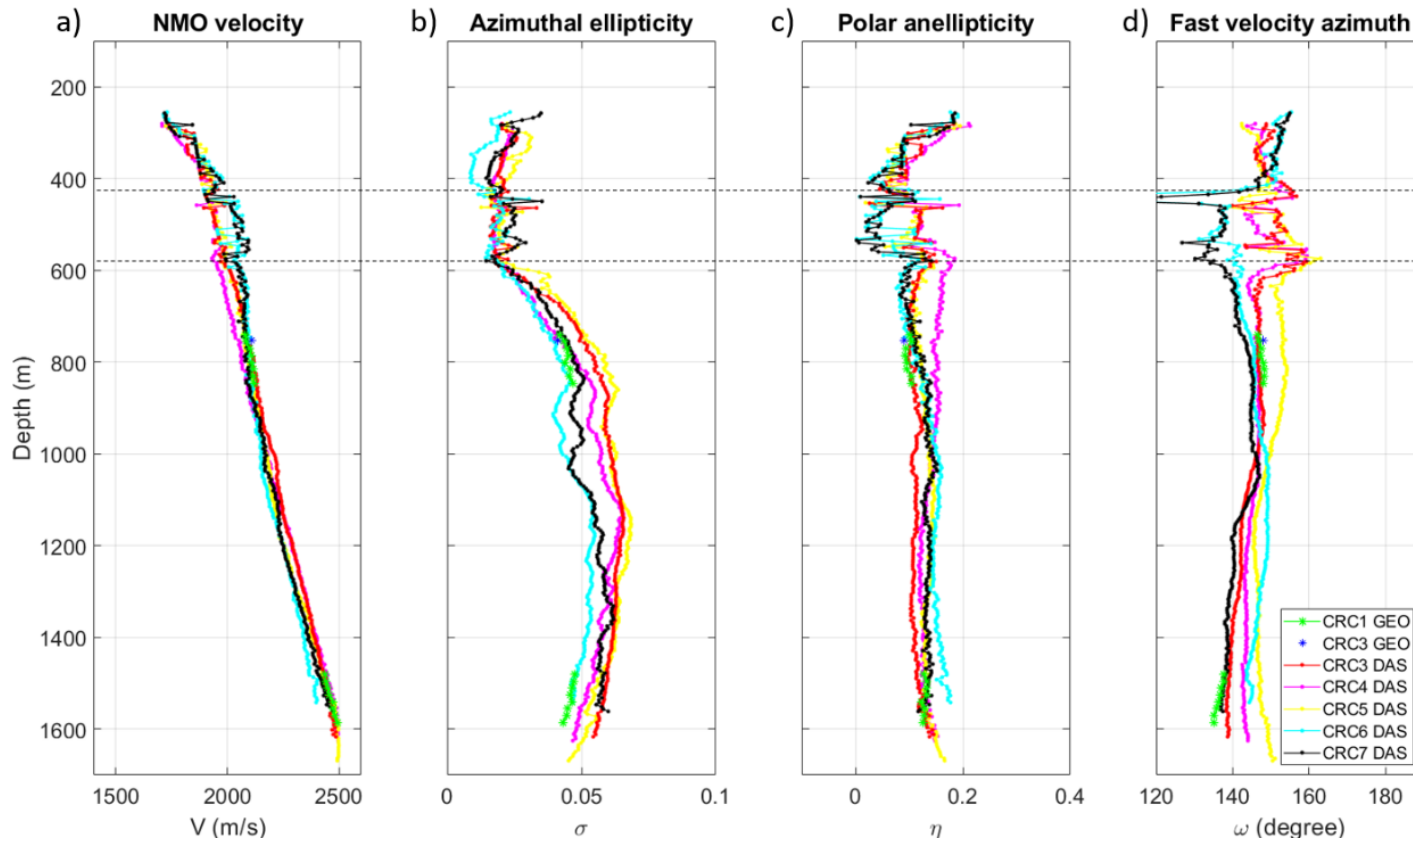 a) NMO velocity
b) Azimuthal ellipticity
c) Polar anellipticity
d) Fast velocity azimuth
Depth (m)
200
400
600
800
1000
1200
1400
1600
1500 2000 2500
V (m/s)
0 0.05 0.1
σ
0 0.2 0.4
η
120 140 160 180
ω (degree)
CRC1 GEO
CRC3 GEO
CRC3 DAS
CRC4 DAS
CRC5 DAS
CRC6 DAS
CRC7 DAS